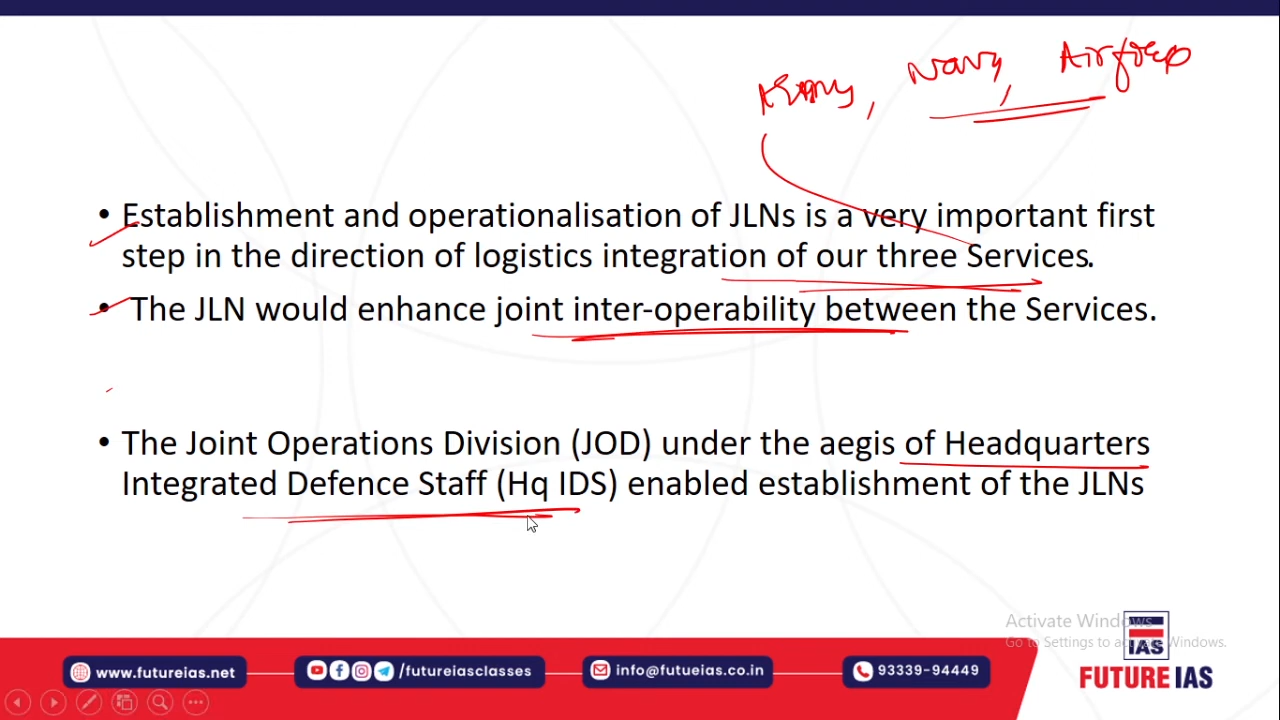 Army, Navy, Airforce
• Establishment and operationalisation of JLNs is a very important first
step in the direction of logistics integration of our three Services.
• The JLN would enhance joint inter-operability between the Services.
• The Joint Operations Division (JOD) under the aegis of Headquarters
Integrated Defence Staff (Hq IDS) enabled establishment of the JLNs
Activate Windows
Go to Settings to activate Windows.
IAS
www.futureias.net
/futureiasclasses
info@futueias.co.in
93339-94449
FUTURE IAS